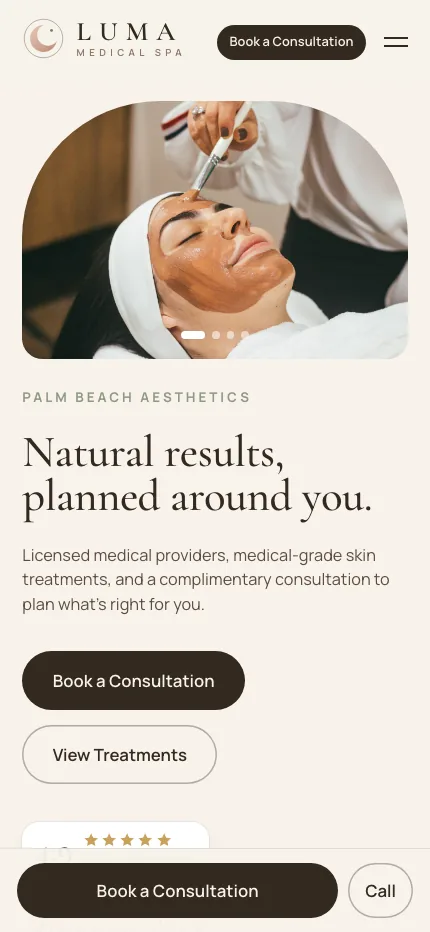 LUMA
MEDICAL SPA
Book a Consultation
PALM BEACH AESTHETICS
Natural results,
planned around you.
Licensed medical providers, medical-grade skin
treatments, and a complimentary consultation to
plan what's right for you.
Book a Consultation
View Treatments
Book a Consultation
Call